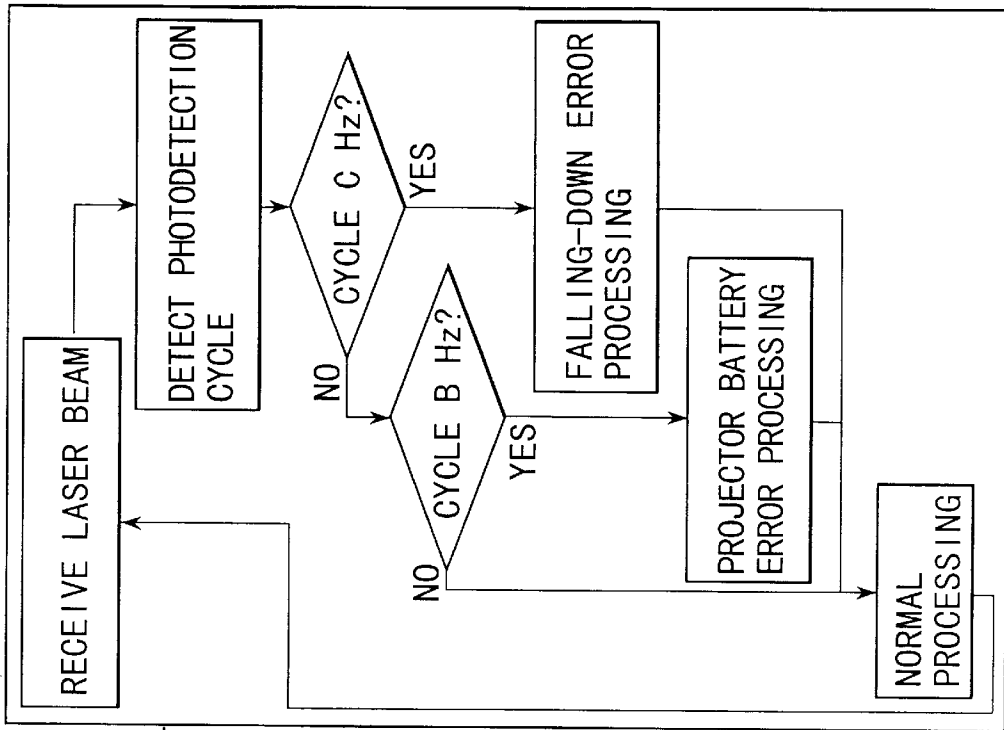 RECEIVE LASER BEAM
DETECT PHOTODETECTION
CYCLE
CYCLE C Hz?
NO
YES
CYCLE B Hz?
NO
YES
FALLING-DOWN ERROR
PROCESSING
PROJECTOR BATTERY
ERROR PROCESSING
NORMAL
PROCESSING